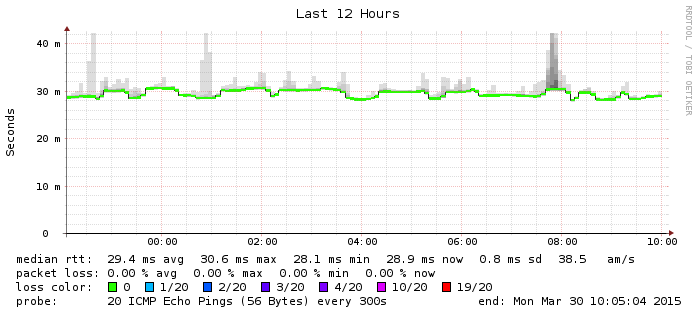 Last 12 Hours
RRDTOOL / TOBI OETIKER
Seconds
40 m
30 m
20 m
10 m
0
00:00 02:00 04:00 06:00 08:00 10:00
median rtt: 29.4 ms avg 30.6 ms max 28.1 ms min 28.9 ms now 0.8 ms sd 38.5 am/s
packet loss: 0.00 % avg 0.00 % max 0.00 % min 0.00 % now
loss color: 0 1/20 2/20 3/20 4/20 10/20 19/20
probe: 20 ICMP Echo Pings (56 Bytes) every 300s end: Mon Mar 30 10:05:04 2015